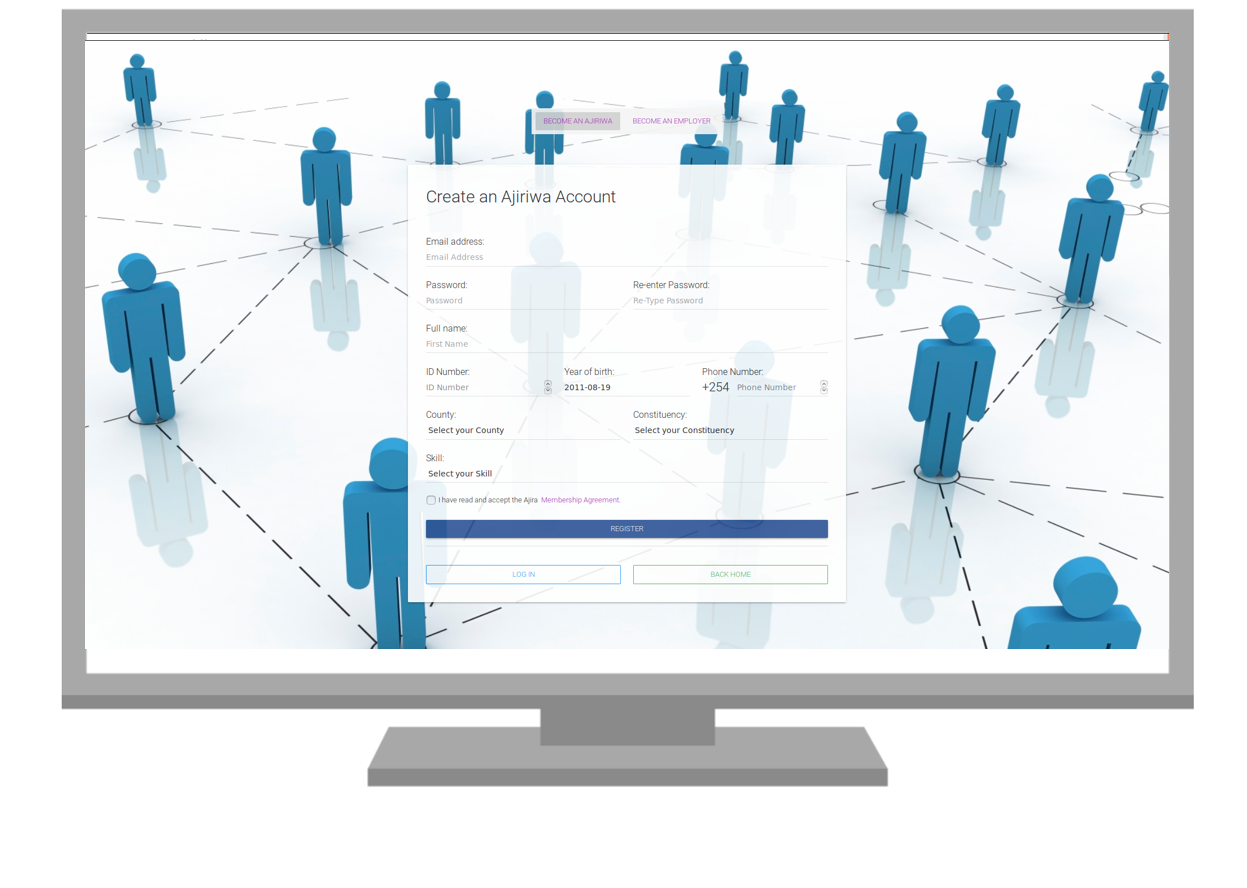 BECOME AN AJIRIWA BECOME AN EMPLOYER
Create an Ajiriwa Account
Email address:
Email Address
Password: Re-enter Password:
Password Re-Type Password
Full name:
First Name
ID Number: Year of birth: Phone Number:
ID Number 2011-08-19 +254 Phone Number
County: Constituency:
Select your County Select your Constituency
Skill:
Select your Skill
I have read and accept the Ajira Membership Agreement.
REGISTER
LOG IN BACK HOME